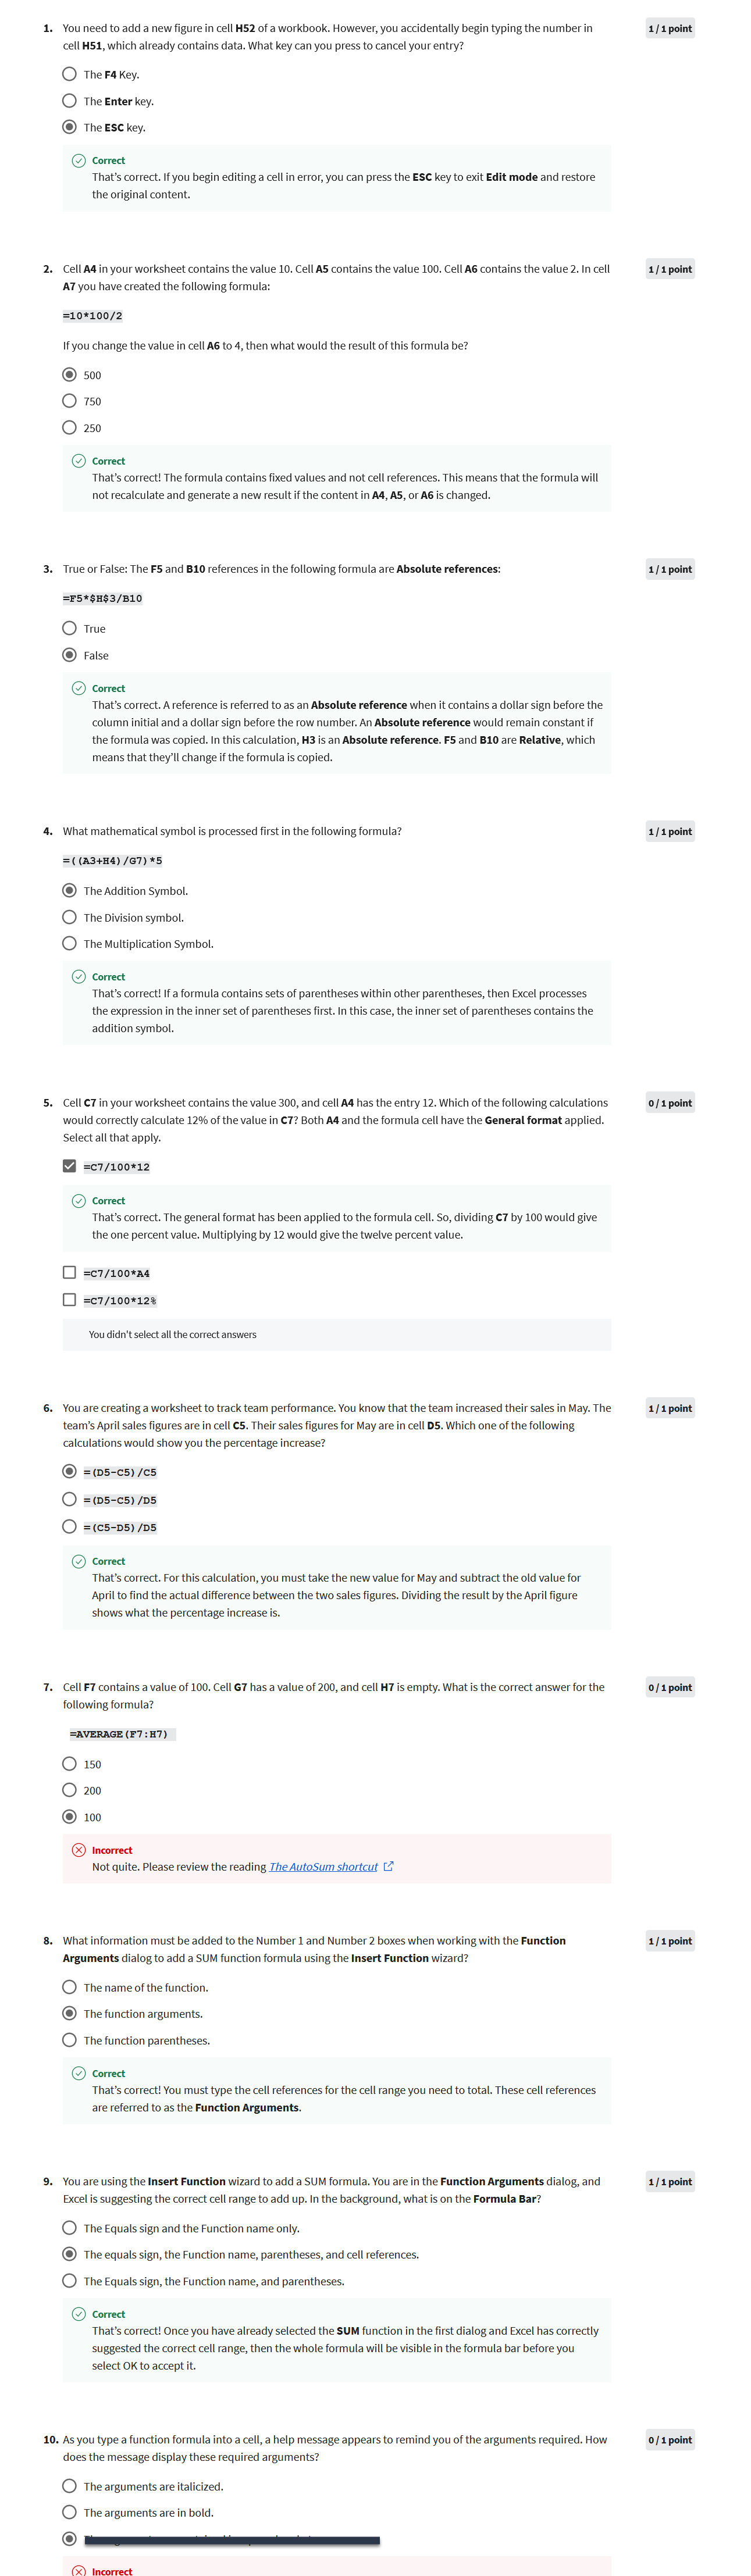 1. You need to add a new figure in cell H52 of a workbook. However, you accidentally begin typing the number in
1 / 1 point
cell H51, which already contains data. What key can you press to cancel your entry?
The F4 Key.
The Enter key.
The ESC key.
Correct
That's correct. If you begin editing a cell in error, you can press the ESC key to exit Edit mode and restore
the original content.
2. Cell A4 in your worksheet contains the value 10. Cell A5 contains the value 100. Cell A6 contains the value 2. In cell
1 / 1 point
A7 you have created the following formula:
=10*100/2
If you change the value in cell A6 to 4, then what would the result of this formula be?
500
750
250
Correct
That's correct! The formula contains fixed values and not cell references. This means that the formula will
not recalculate and generate a new result if the content in A4, A5, or A6 is changed.
3. True or False: The F5 and B10 references in the following formula are Absolute references:
1 / 1 point
=F5*$H$3/B10
True
False
Correct
That's correct. A reference is referred to as an Absolute reference when it contains a dollar sign before the
column initial and a dollar sign before the row number. An Absolute reference would remain constant if
the formula was copied. In this calculation, H3 is an Absolute reference. F5 and B10 are Relative, which
means that they'll change if the formula is copied.
4. What mathematical symbol is processed first in the following formula?
1 / 1 point
=((A3+H4)/G7)*5
The Addition Symbol.
The Division symbol.
The Multiplication Symbol.
Correct
That's correct! If a formula contains sets of parentheses within other parentheses, then Excel processes
the expression in the inner set of parentheses first. In this case, the inner set of parentheses contains the
addition symbol.
5. Cell C7 in your worksheet contains the value 300, and cell A4 has the entry 12. Which of the following calculations
0 / 1 point
would correctly calculate 12% of the value in C7? Both A4 and the formula cell have the General format applied.
Select all that apply.
=C7/100*12
Correct
That's correct. The general format has been applied to the formula cell. So, dividing C7 by 100 would give
the one percent value. Multiplying by 12 would give the twelve percent value.
=C7/100*A4
=C7/100*12%
You didn't select all the correct answers
6. You are creating a worksheet to track team performance. You know that the team increased their sales in May. The
1 / 1 point
team's April sales figures are in cell C5. Their sales figures for May are in cell D5. Which one of the following
calculations would show you the percentage increase?
=(D5-C5)/C5
=(D5-C5)/D5
=(C5-D5)/D5
Correct
That's correct. For this calculation, you must take the new value for May and subtract the old value for
April to find the actual difference between the two sales figures. Dividing the result by the April figure
shows what the percentage increase is.
7. Cell F7 contains a value of 100. Cell G7 has a value of 200, and cell H7 is empty. What is the correct answer for the
0 / 1 point
following formula?
=AVERAGE(F7:H7)
150
200
100
Incorrect
Not quite. Please review the reading The AutoSum shortcut
8. What information must be added to the Number 1 and Number 2 boxes when working with the Function
1 / 1 point
Arguments dialog to add a SUM function formula using the Insert Function wizard?
The name of the function.
The function arguments.
The function parentheses.
Correct
That's correct! You must type the cell references for the cell range you need to total. These cell references
are referred to as the Function Arguments.
9. You are using the Insert Function wizard to add a SUM formula. You are in the Function Arguments dialog, and
1 / 1 point
Excel is suggesting the correct cell range to add up. In the background, what is on the Formula Bar?
The Equals sign and the Function name only.
The equals sign, the Function name, parentheses, and cell references.
The Equals sign, the Function name, and parentheses.
Correct
That's correct! Once you have already selected the SUM function in the first dialog and Excel has correctly
suggested the correct cell range, then the whole formula will be visible in the formula bar before you
select OK to accept it.
10. As you type a function formula into a cell, a help message appears to remind you of the arguments required. How
0 / 1 point
does the message display these required arguments?
The arguments are italicized.
The arguments are in bold.
Incorrect